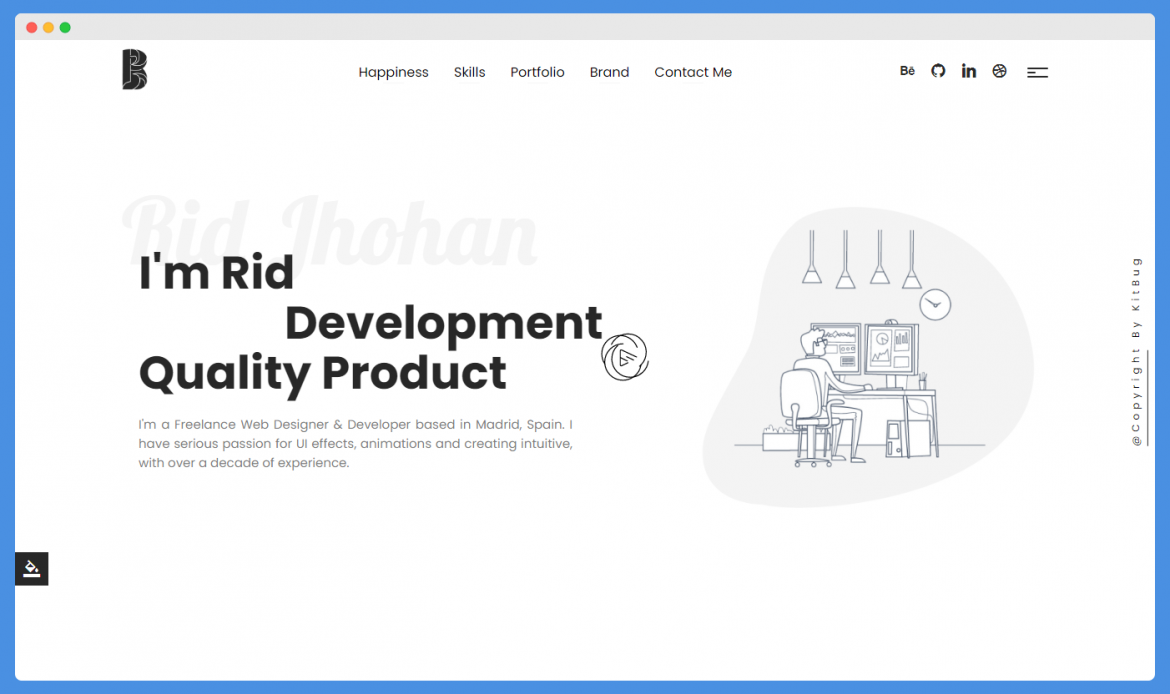 B
Happiness Skills Portfolio Brand Contact Me
Bē in
Rid Jhohan
I'm Rid
Development
Quality Product
I'm a Freelance Web Designer & Developer based in Madrid, Spain. I
have serious passion for UI effects, animations and creating intuitive,
with over a decade of experience.
@Copyright By KitBug